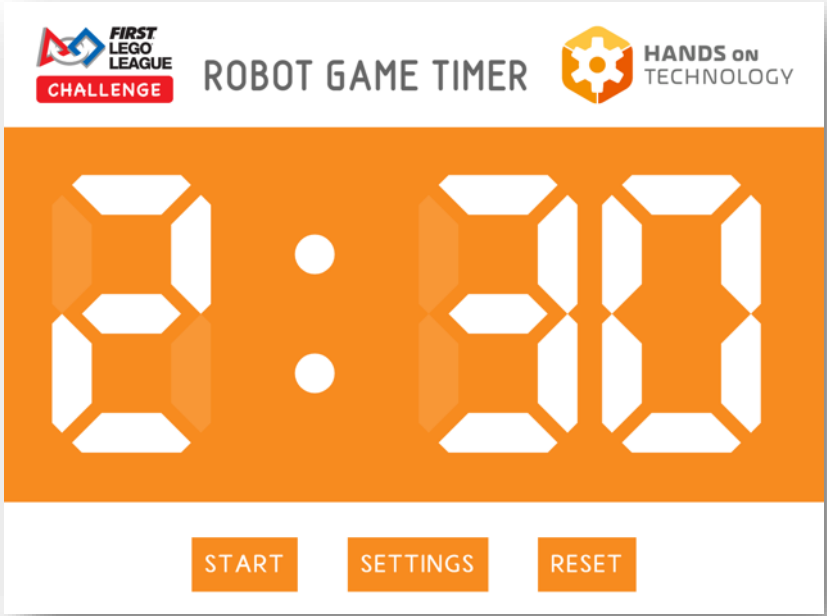 FIRST
LEGO
LEAGUE
CHALLENGE
ROBOT GAME TIMER
HANDS ON
TECHNOLOGY
2:30
START
SETTINGS
RESET